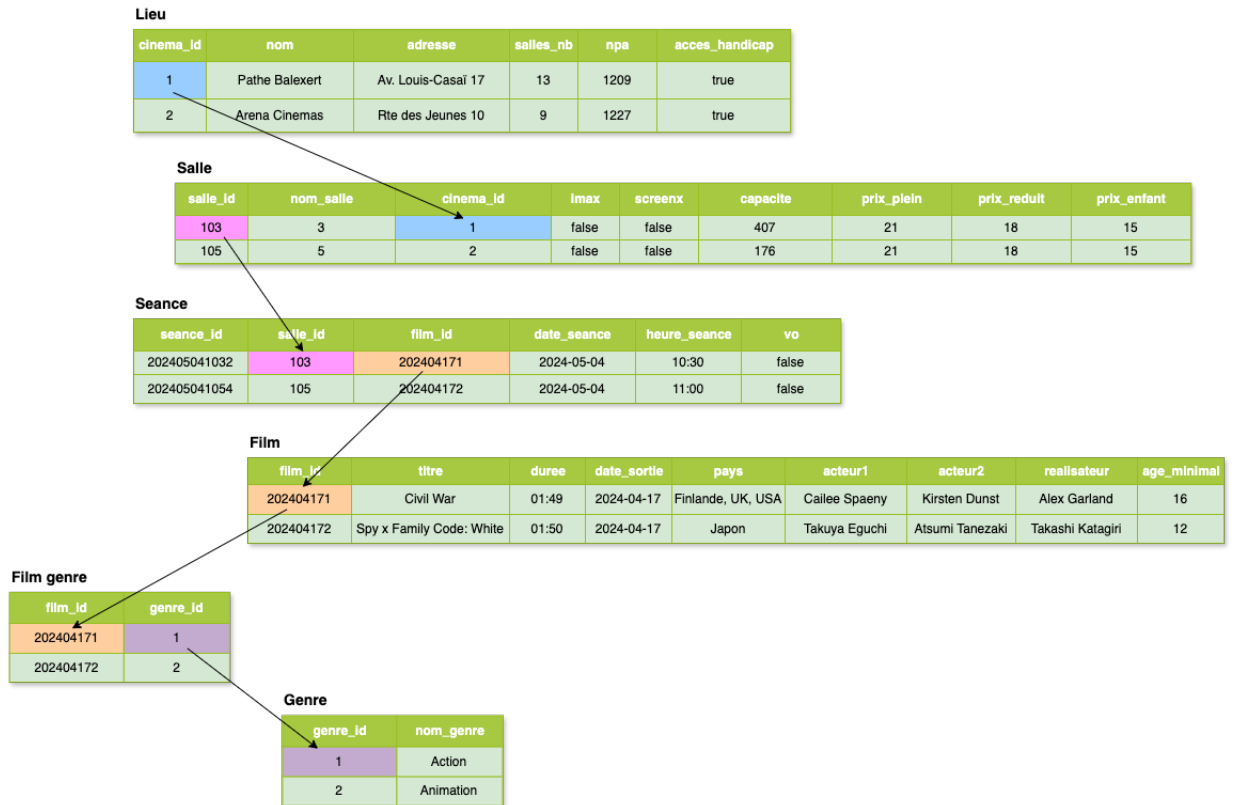 Lieu
cinema_id nom adresse salles_nb npa acces_handicap
1 Pathe Balexert Av. Louis-Casaï 17 13 1209 true
2 Arena Cinemas Rte des Jeunes 10 9 1227 true
Salle
salle_id nom_salle cinema_id imax screenx capacite prix_plein prix_reduit prix_enfant
103 3 1 false false 407 21 18 15
105 5 2 false false 176 21 18 15
Seance
seance_id salle_id film_id date_seance heure_seance vo
202405041032 103 202404171 2024-05-04 10:30 false
202405041054 105 202404172 2024-05-04 11:00 false
Film
film_id titre duree date_sortie pays acteur1 acteur2 realisateur age_minimal
202404171 Civil War 01:49 2024-04-17 Finlande, UK, USA Cailee Spaeny Kirsten Dunst Alex Garland 16
202404172 Spy x Family Code: White 01:50 2024-04-17 Japon Takuya Eguchi Atsumi Tanezaki Takashi Katagiri 12
Film genre
film_id genre_id
202404171 1
202404172 2
Genre
genre_id nom_genre
1 Action
2 Animation